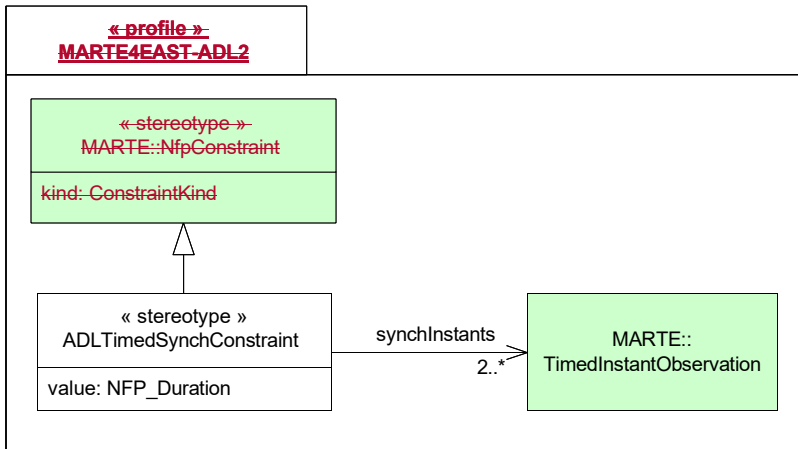 « profile »
MARTE4EAST-ADL2
« stereotype »
MARTE::NfpConstraint
kind: ConstraintKind
« stereotype »
ADLTimedSynchConstraint
value: NFP_Duration
synchInstants
2..*
MARTE::
TimedInstantObservation